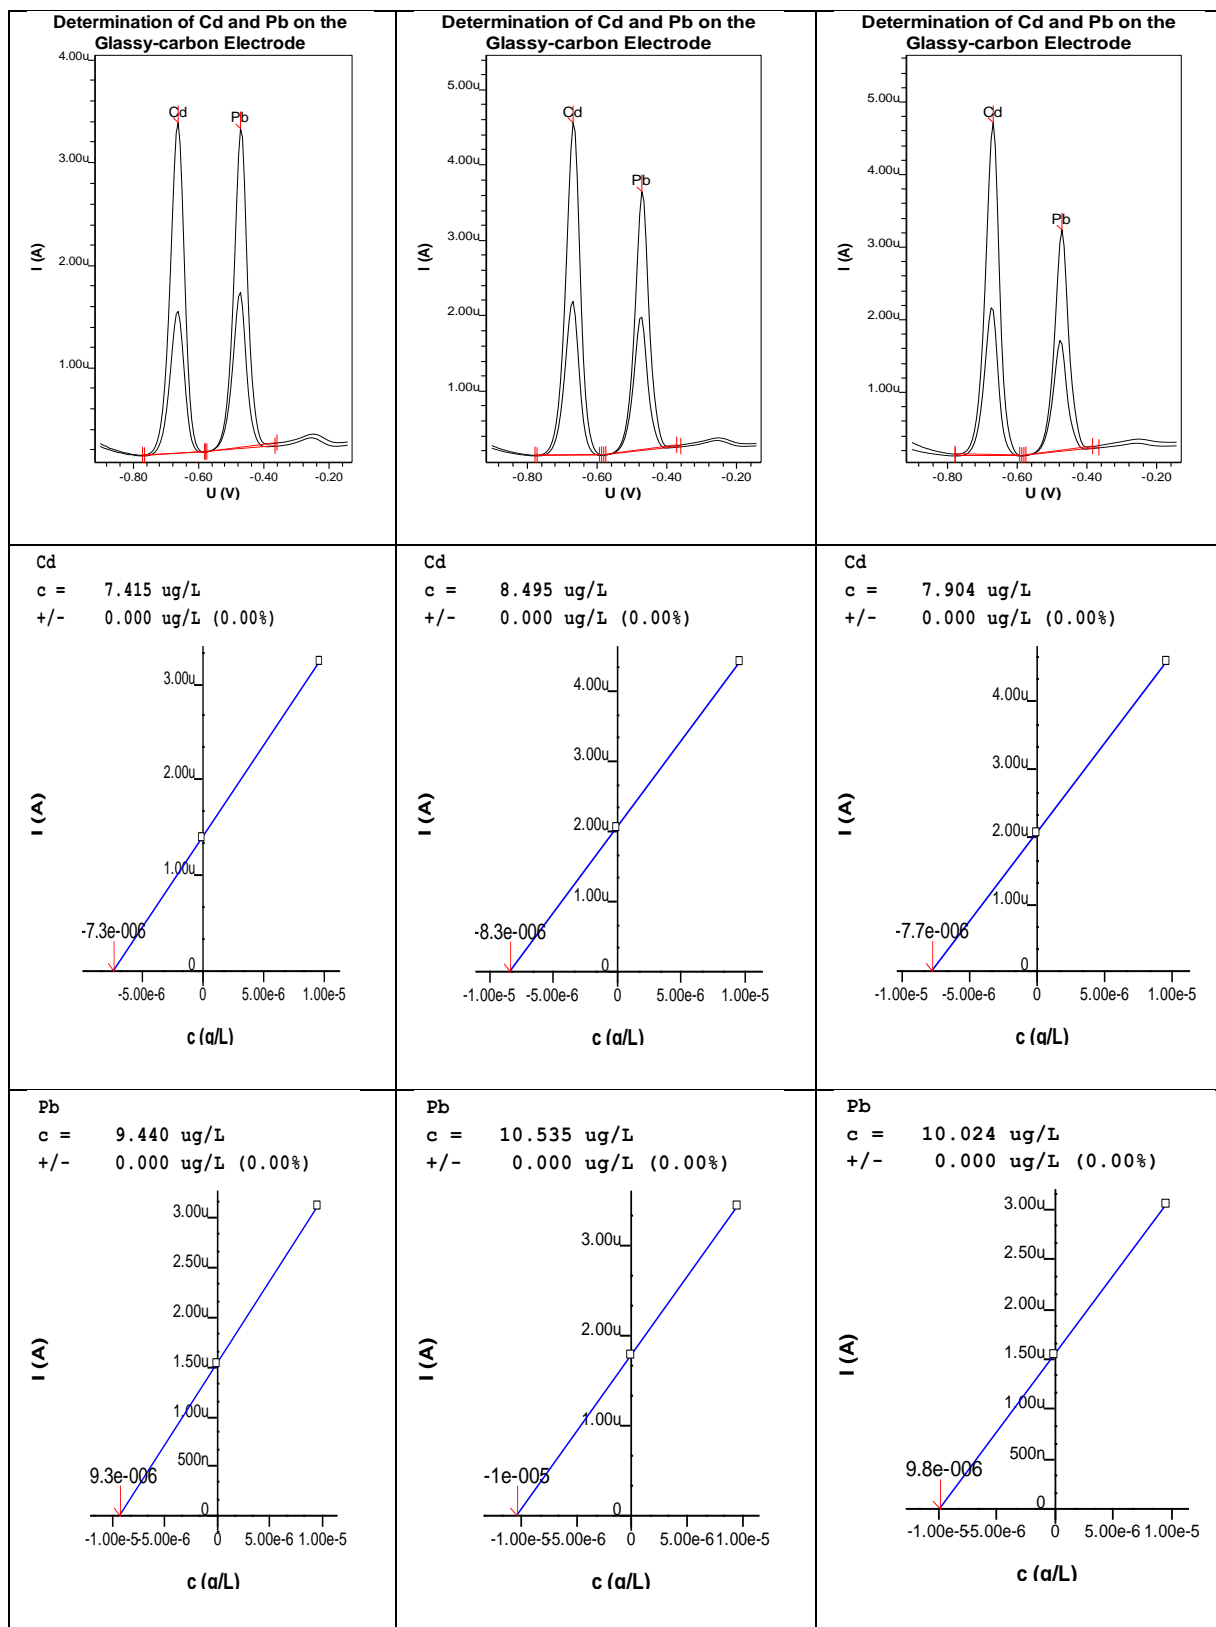 Determination of Cd and Pb on the
Glassy-carbon Electrode
4.00u
3.00u
2.00u
1.00u
Cd
Pb
I (A)
-0.80
-0.60
-0.40
-0.20
U (V)
Determination of Cd and Pb on the
Glassy-carbon Electrode
5.00u
4.00u
3.00u
2.00u
1.00u
Cd
Pb
I (A)
-0.80
-0.60
-0.40
-0.20
U (V)
Determination of Cd and Pb on the
Glassy-carbon Electrode
5.00u
4.00u
3.00u
2.00u
1.00u
Cd
Pb
I (A)
-0.80
-0.60
-0.40
-0.20
U (V)
Cd
c = 7.415 ug/L
+/- 0.000 ug/L (0.00%)
3.00u
2.00u
1.00u
0
-7.3e-006
I (A)
-5.00e-6
0
5.00e-6
1.00e-5
c (g/L)
Cd
c = 8.495 ug/L
+/- 0.000 ug/L (0.00%)
4.00u
3.00u
2.00u
1.00u
0
-8.3e-006
I (A)
-1.00e-5
-5.00e-6
0
5.00e-6
1.00e-5
c (g/L)
Cd
c = 7.904 ug/L
+/- 0.000 ug/L (0.00%)
4.00u
3.00u
2.00u
1.00u
0
-7.7e-006
I (A)
-1.00e-5
-5.00e-6
0
5.00e-6
1.00e-5
c (g/L)
Pb
c = 9.440 ug/L
+/- 0.000 ug/L (0.00%)
3.00u
2.50u
2.00u
1.50u
1.00u
500n
0
9.3e-006
I (A)
-1.00e-5
-5.00e-6
0
5.00e-6
1.00e-5
c (g/L)
Pb
c = 10.535 ug/L
+/- 0.000 ug/L (0.00%)
3.00u
2.00u
1.00u
0
-1e-005
I (A)
-1.00e-5
-5.00e-6
0
5.00e-6
1.00e-5
c (g/L)
Pb
c = 10.024 ug/L
+/- 0.000 ug/L (0.00%)
3.00u
2.50u
2.00u
1.50u
1.00u
500n
0
9.8e-006
I (A)
-1.00e-5
-5.00e-6
0
5.00e-6
1.00e-5
c (g/L)